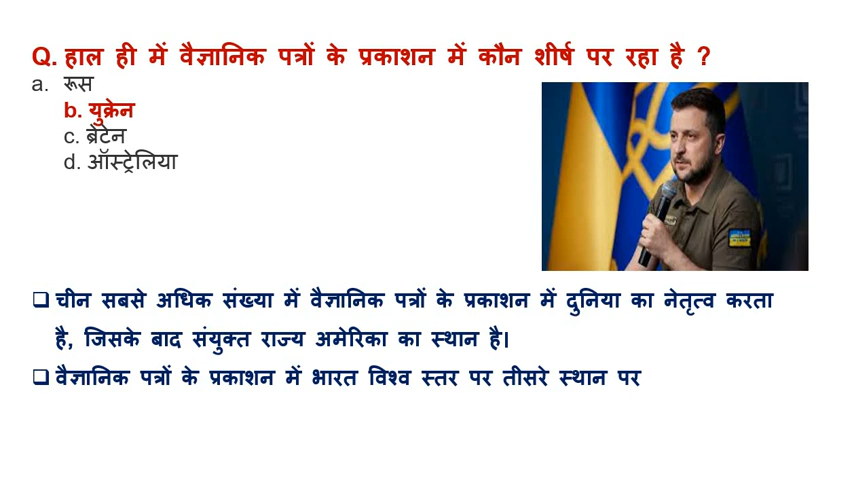 Q. हाल ही में वैज्ञानिक पत्रों के प्रकाशन में कौन शीर्ष पर रहा है ?
a. रूस
b. युक्रेन
c. ब्रिटेन
d. ऑस्ट्रेलिया
❑ चीन सबसे अधिक संख्या में वैज्ञानिक पत्रों के प्रकाशन में दुनिया का नेतृत्व करता
है, जिसके बाद संयुक्त राज्य अमेरिका का स्थान है।
❑ वैज्ञानिक पत्रों के प्रकाशन में भारत विश्व स्तर पर तीसरे स्थान पर